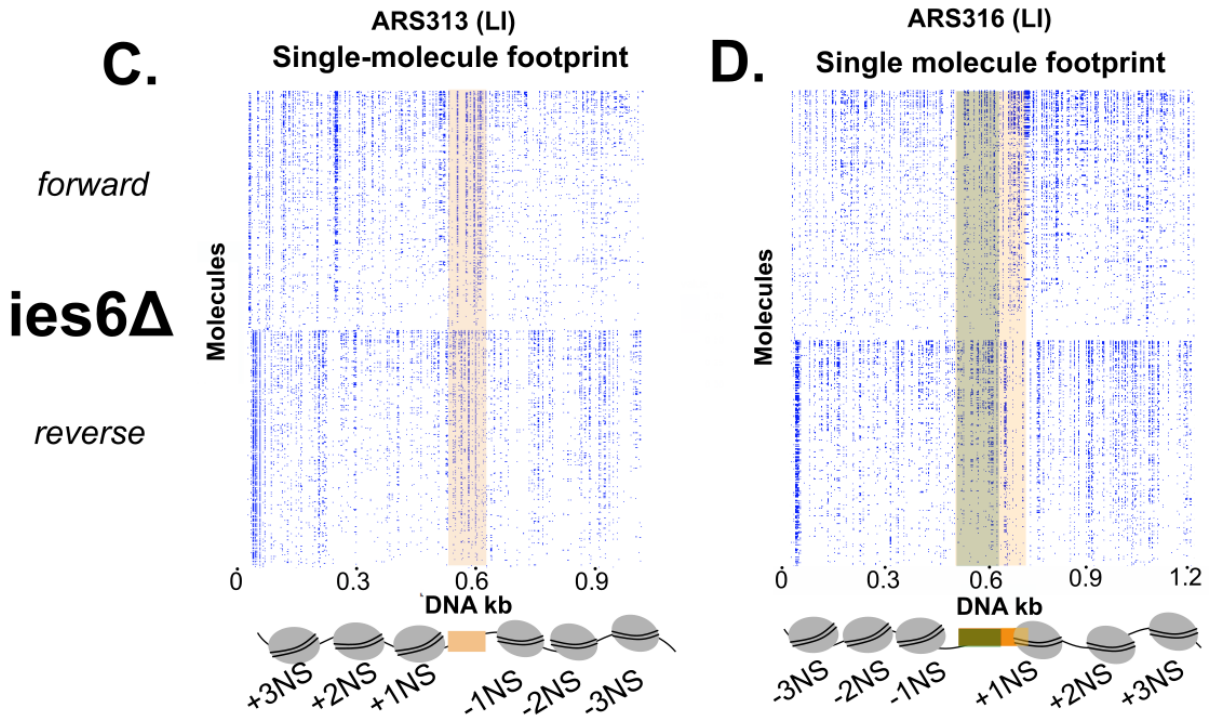 C.
ARS313 (LI)
Single-molecule footprint
forward
ies6Δ
reverse
Molecules
0 0.3 0.6 0.9
DNA kb
+3NS +2NS +1NS -1NS -2NS -3NS
D.
ARS316 (LI)
Single molecule footprint
Molecules
0 0.3 0.6 0.9 1.2
DNA kb
-3NS -2NS -1NS +1NS +2NS +3NS